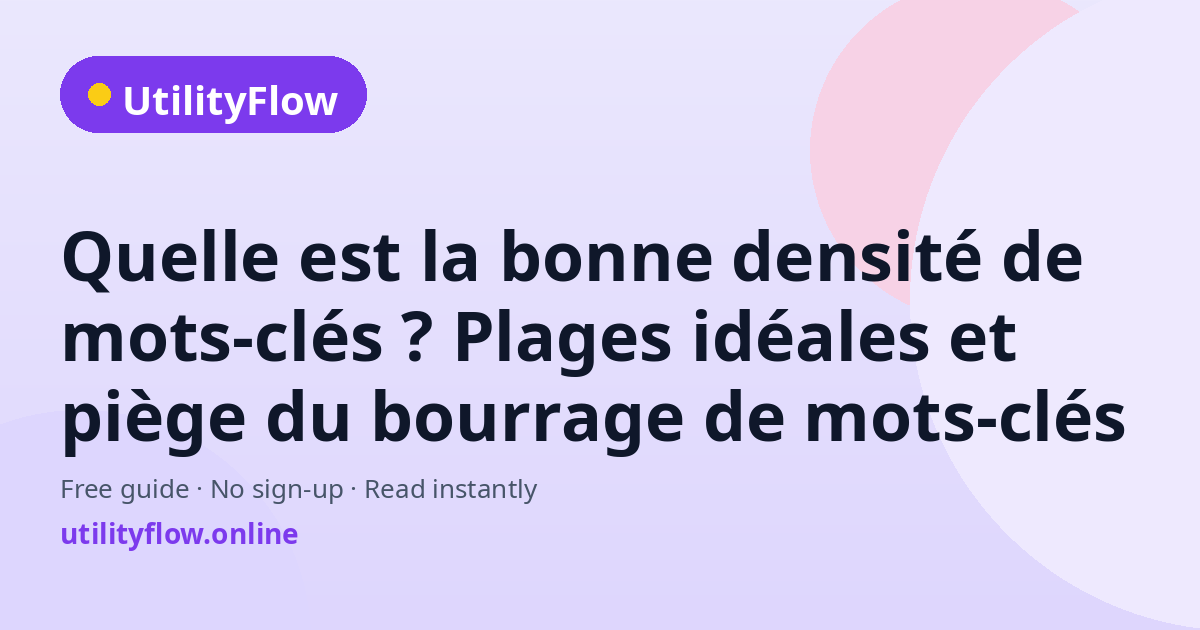 UtilityFlow
Quelle est la bonne densité de
mots-clés ? Plages idéales et
piège du bourrage de mots-clés
Free guide · No sign-up · Read instantly
utilityflow.online